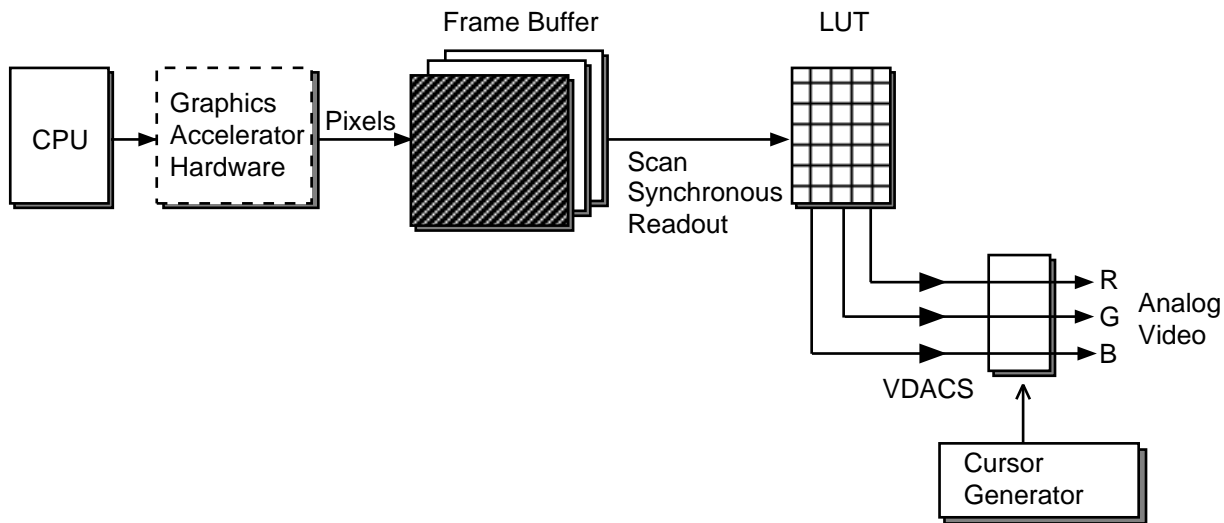 Frame Buffer
LUT
CPU
Graphics
Accelerator
Hardware
Pixels
Scan
Synchronous
Readout
R
G
B
Analog
Video
VDACS
Cursor
Generator